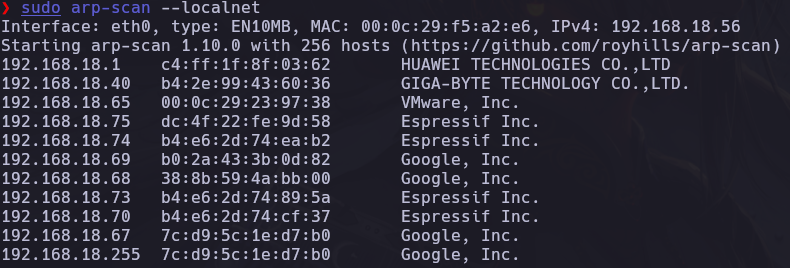 ❯ sudo arp-scan --localnet
Interface: eth0, type: EN10MB, MAC: 00:0c:29:f5:a2:e6, IPv4: 192.168.18.56
Starting arp-scan 1.10.0 with 256 hosts (https://github.com/royhills/arp-scan)
192.168.18.1 c4:ff:1f:8f:03:62 HUAWEI TECHNOLOGIES CO.,LTD
192.168.18.40 b4:2e:99:43:60:36 GIGA-BYTE TECHNOLOGY CO.,LTD.
192.168.18.65 00:0c:29:23:97:38 VMware, Inc.
192.168.18.75 dc:4f:22:fe:9d:58 Espressif Inc.
192.168.18.74 b4:e6:2d:74:ea:b2 Espressif Inc.
192.168.18.69 b0:2a:43:3b:0d:82 Google, Inc.
192.168.18.68 38:8b:59:4a:bb:00 Google, Inc.
192.168.18.73 b4:e6:2d:74:89:5a Espressif Inc.
192.168.18.70 b4:e6:2d:74:cf:37 Espressif Inc.
192.168.18.67 7c:d9:5c:1e:d7:b0 Google, Inc.
192.168.18.255 7c:d9:5c:1e:d7:b0 Google, Inc.